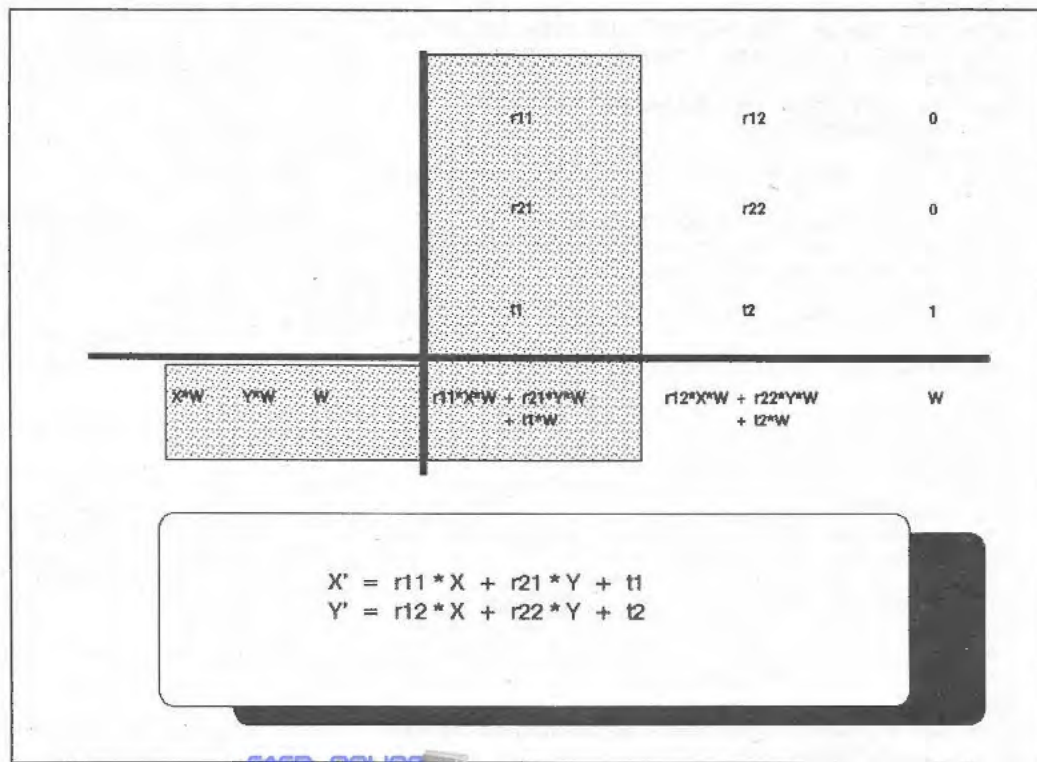 r11 r12 0
r21 r22 0
t1 t2 1
X*W Y*W W r11*X*W + r21*Y*W r12*X*W + r22*Y*W W
+ t1*W + t2*W
X' = r11 * X + r21 * Y + t1
Y' = r12 * X + r22 * Y + t2